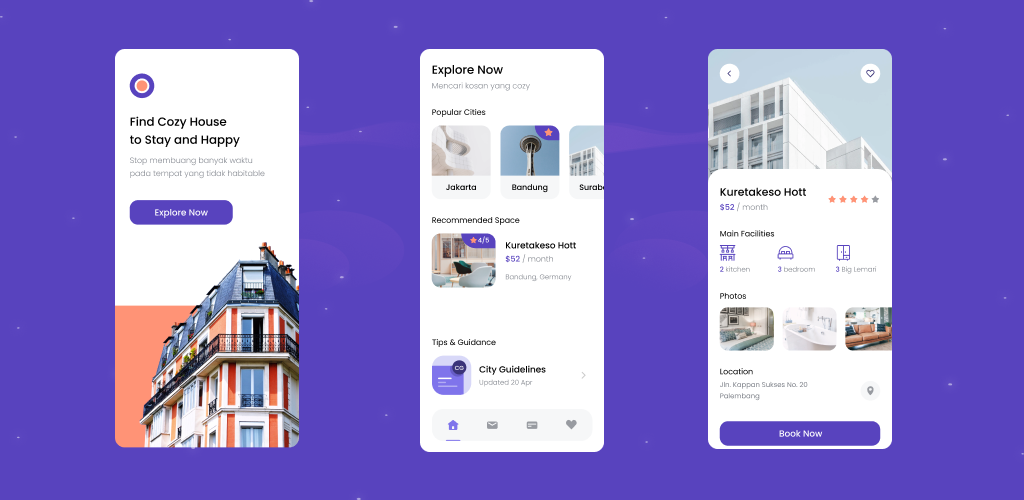 Find Cozy House
to Stay and Happy
Stop membuang banyak waktu
pada tempat yang tidak habitable
Explore Now
Explore Now
Mencari kosan yang cozy
Popular Cities
Jakarta
Bandung
Surab
Recommended Space
4/5
Kuretakeso Hott
$52 / month
Bandung, Germany
Tips & Guidance
CG
City Guidelines
Updated 20 Apr
Kuretakeso Hott
$52 / month
Main Facilities
2 kitchen
3 bedroom
3 Big Lemari
Photos
Location
Jln. Kappan Sukses No. 20
Palembang
Book Now